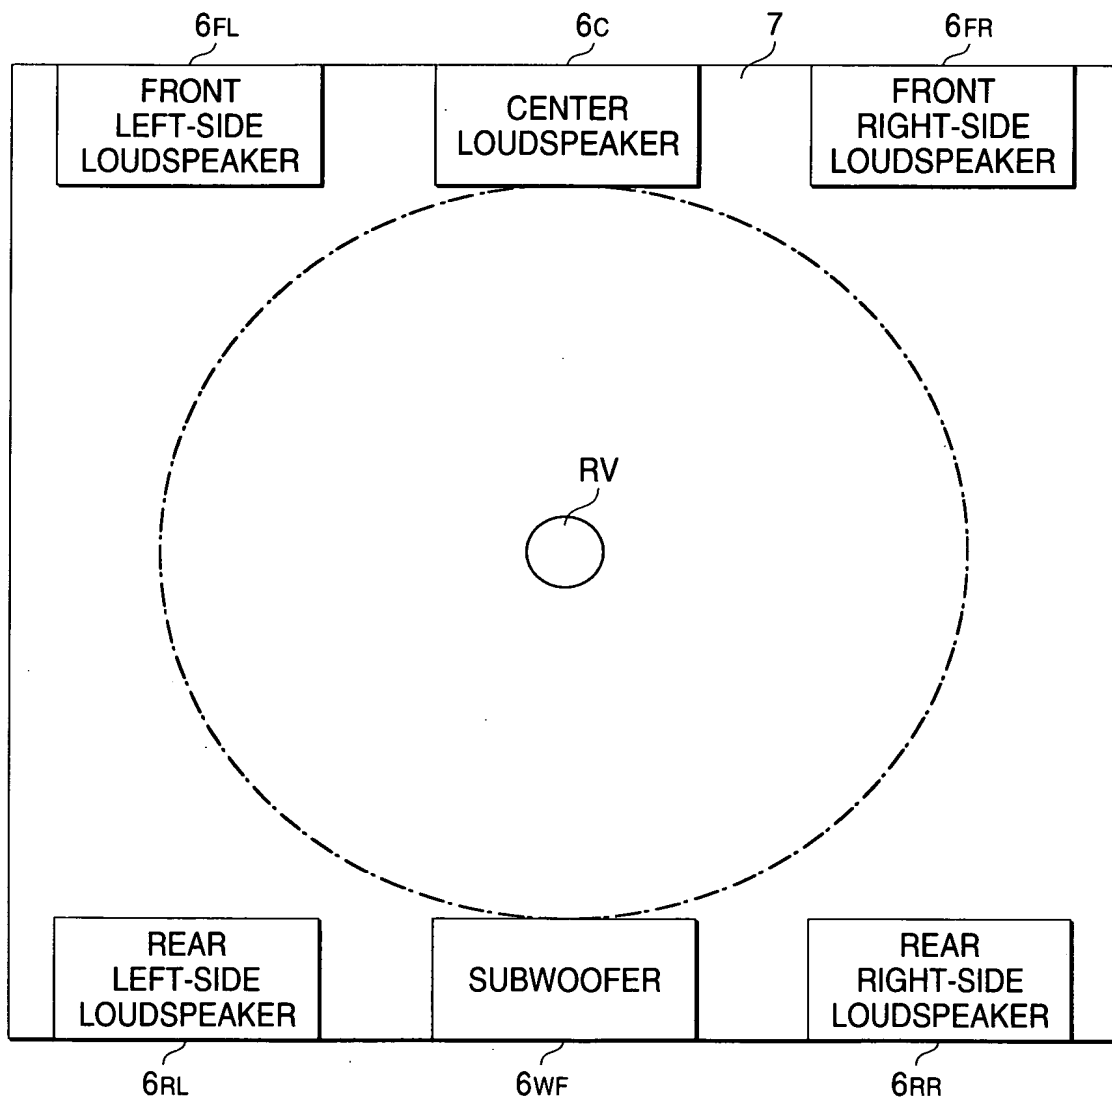 6FL
6C
7
6FR
FRONT
LEFT-SIDE
LOUDSPEAKER
CENTER
LOUDSPEAKER
FRONT
RIGHT-SIDE
LOUDSPEAKER
RV
REAR
LEFT-SIDE
LOUDSPEAKER
SUBWOOFER
REAR
RIGHT-SIDE
LOUDSPEAKER
6RL
6WF
6RR